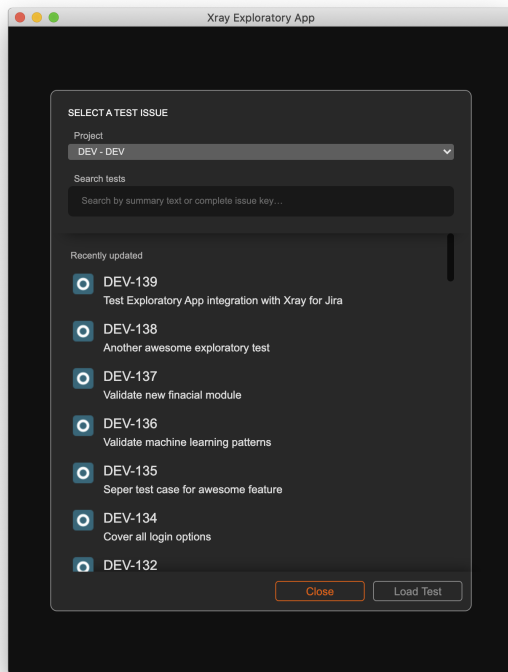 Xray Exploratory App
SELECT A TEST ISSUE
Project
DEV - DEV
Search tests
Search by summary text or complete issue key...
Recently updated
DEV-139
Test Exploratory App integration with Xray for Jira
DEV-138
Another awesome exploratory test
DEV-137
Validate new finacial module
DEV-136
Validate machine learning patterns
DEV-135
Seper test case for awesome feature
DEV-134
Cover all login options
DEV-132
Close
Load Test